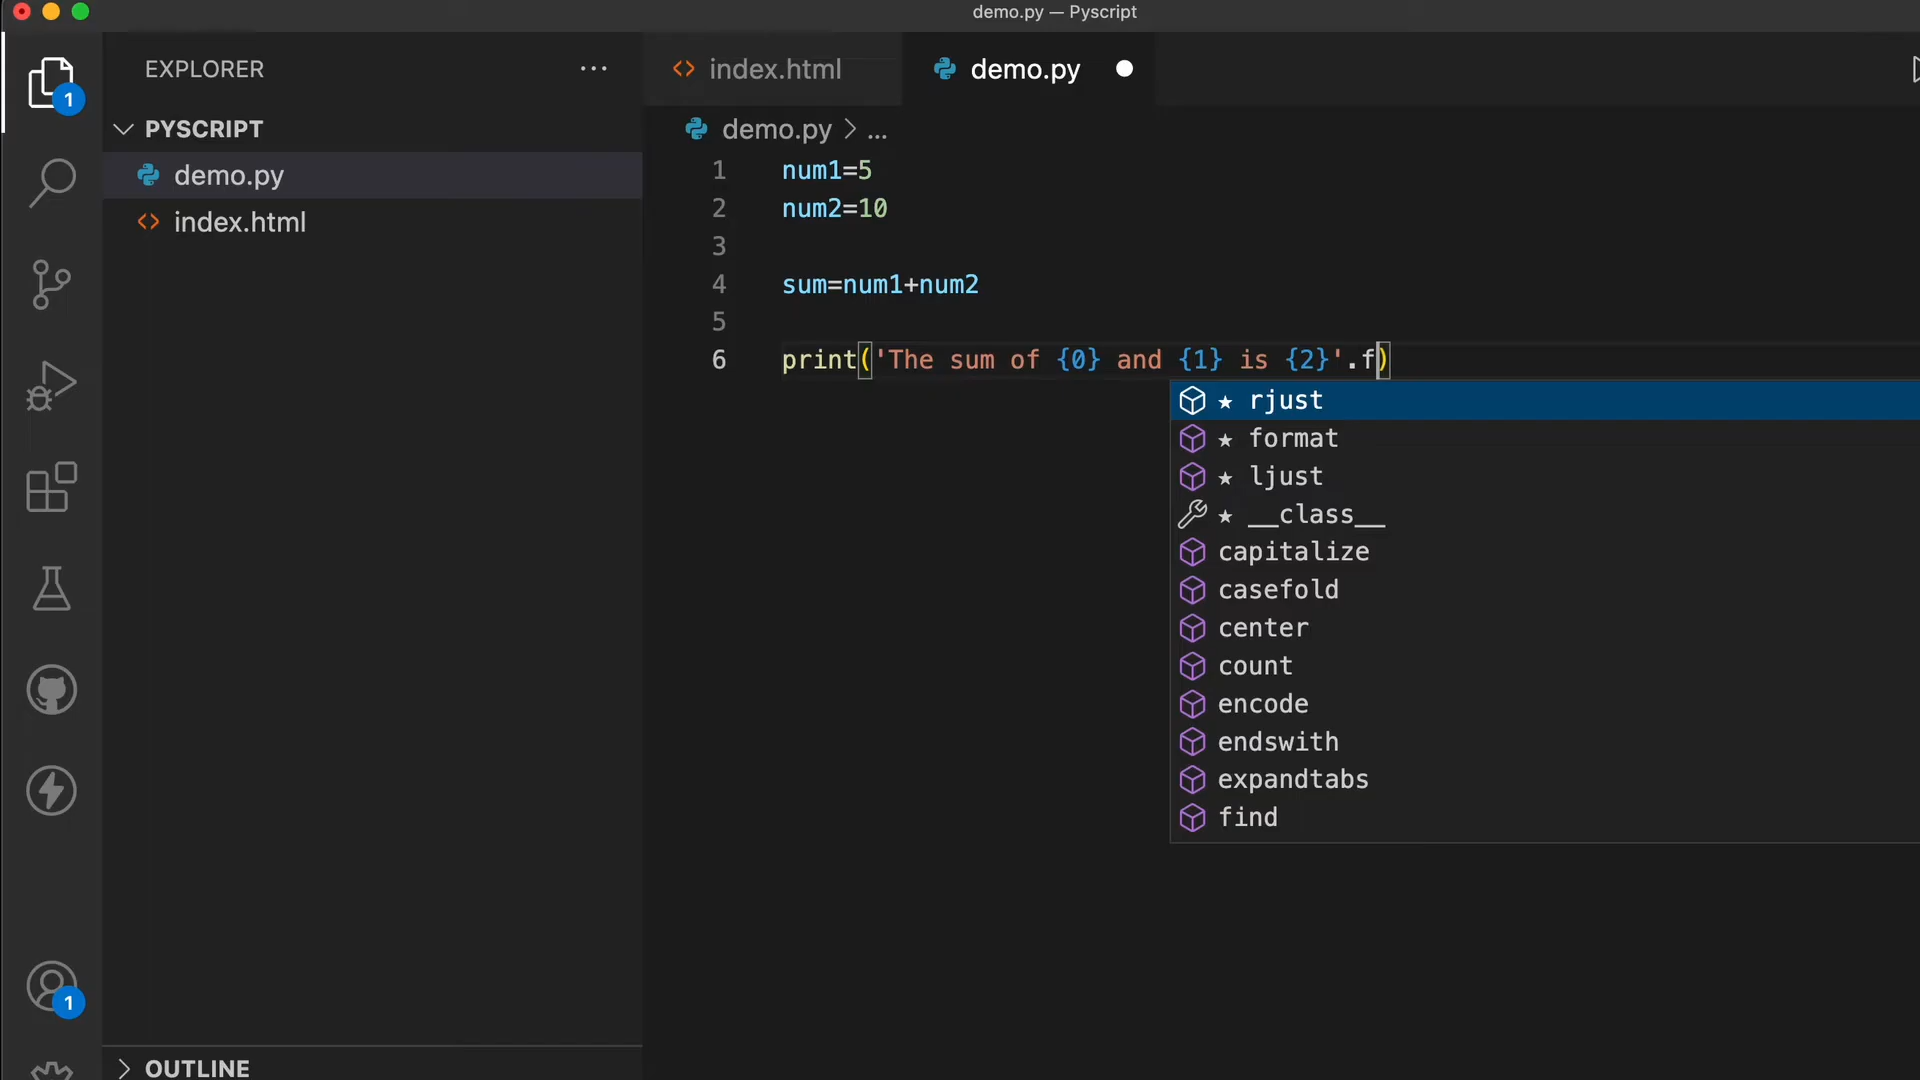 demo.py — Pyscript
EXPLORER ...
index.html
demo.py
1
PYSCRIPT
demo.py
index.html
demo.py > ...
1 num1=5
2 num2=10
3
4 sum=num1+num2
5
6 print('The sum of {0} and {1} is {2}'.f)
★ rjust
★ format
★ ljust
★ __class__
capitalize
casefold
center
count
encode
endswith
expandtabs
find
1
OUTLINE